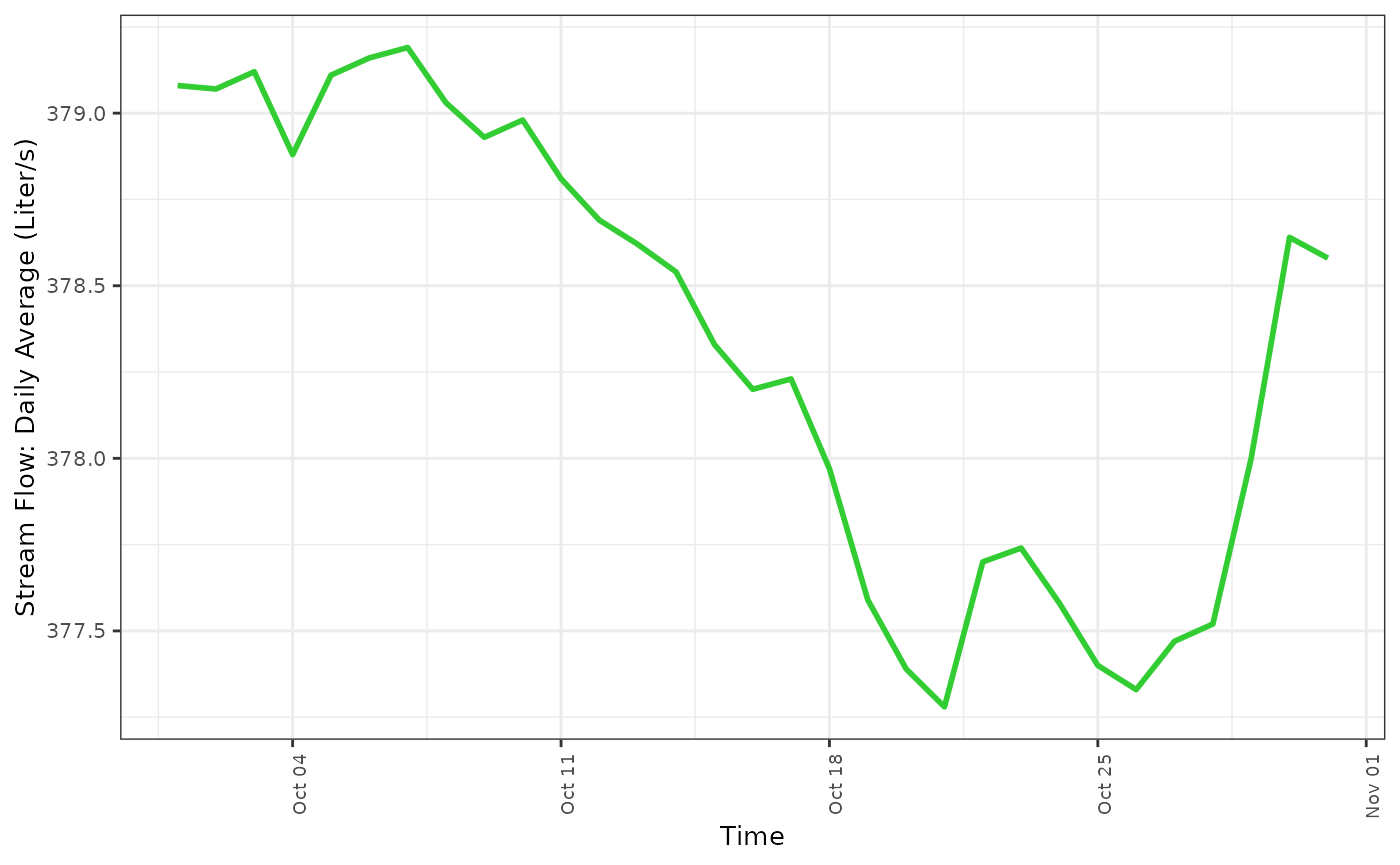 Stream Flow: Daily Average (Liter/s)
379.0
378.5
378.0
377.5
Oct 04
Oct 11
Oct 18
Oct 25
Nov 01
Time